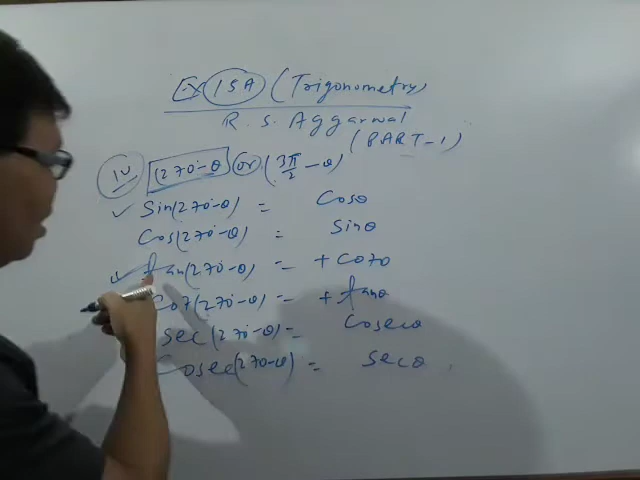 Ex 15A (Trigonometry)
R. S. Aggarwal
(PART-1)
IV (270°-θ) or (3π/2 - θ)
Sin(270°-θ) = Cosθ
Cos(270°-θ) = Sinθ
tan(270°-θ) = + Cotθ
Cot(270°-θ) = + tanθ
sec(270°-θ) = Cosecθ
Cosec(270-θ) = secθ